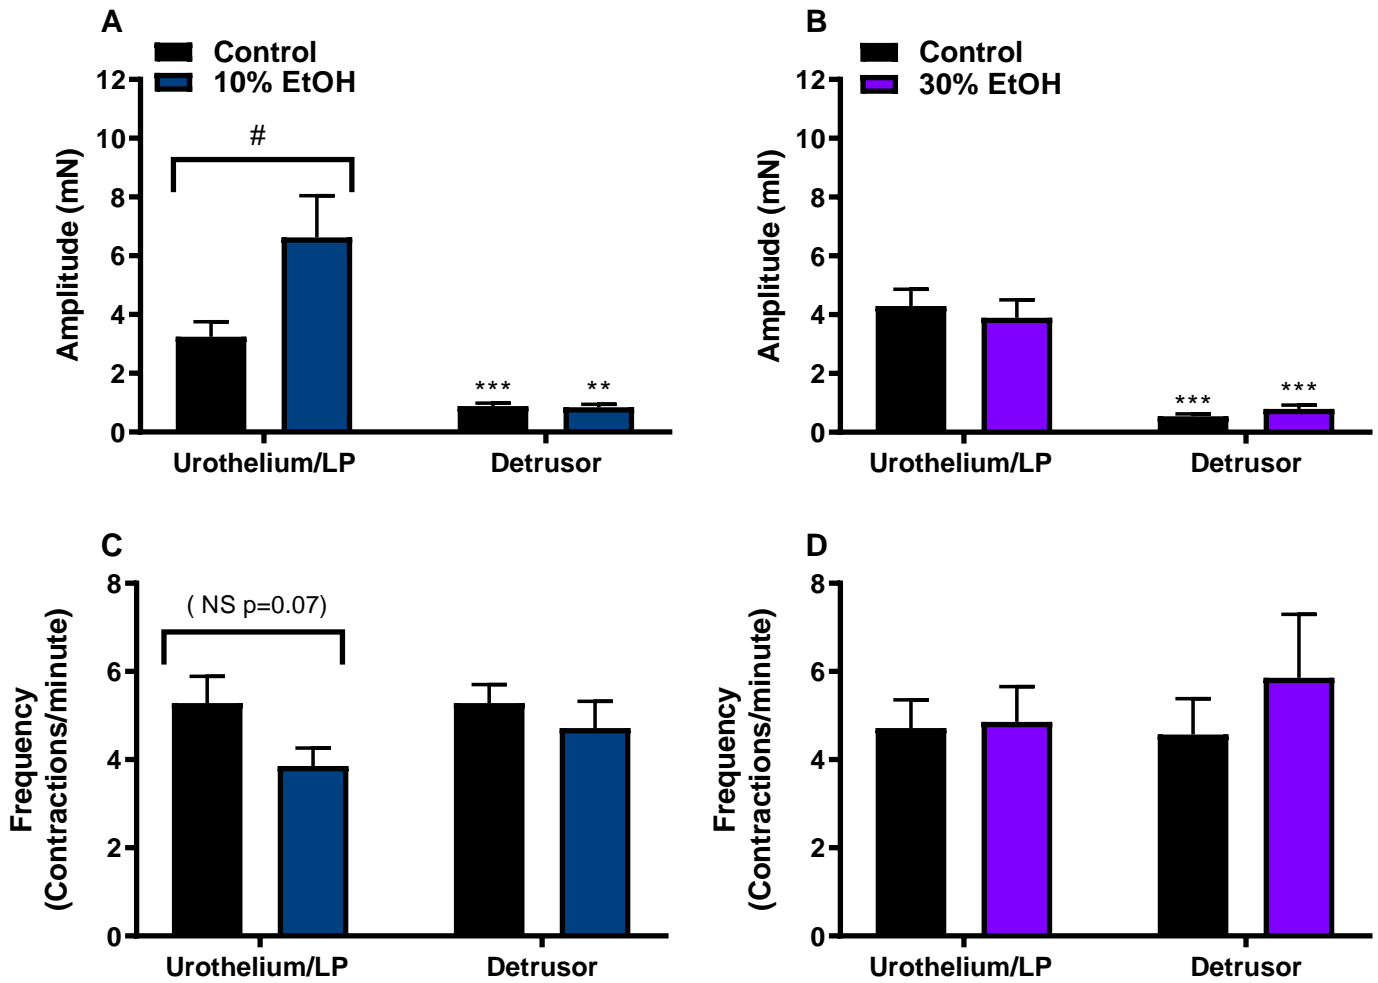 A
Control
10% EtOH
12
10
8
6
4
2
0
Amplitude (mN)
#
***
**
Urothelium/LP
Detrusor
B
Control
30% EtOH
12
10
8
6
4
2
0
Amplitude (mN)
***
***
Urothelium/LP
Detrusor
C
8
6
4
2
0
Frequency
(Contractions/minute)
( NS p=0.07)
Urothelium/LP
Detrusor
D
8
6
4
2
0
Frequency
(Contractions/minute)
Urothelium/LP
Detrusor